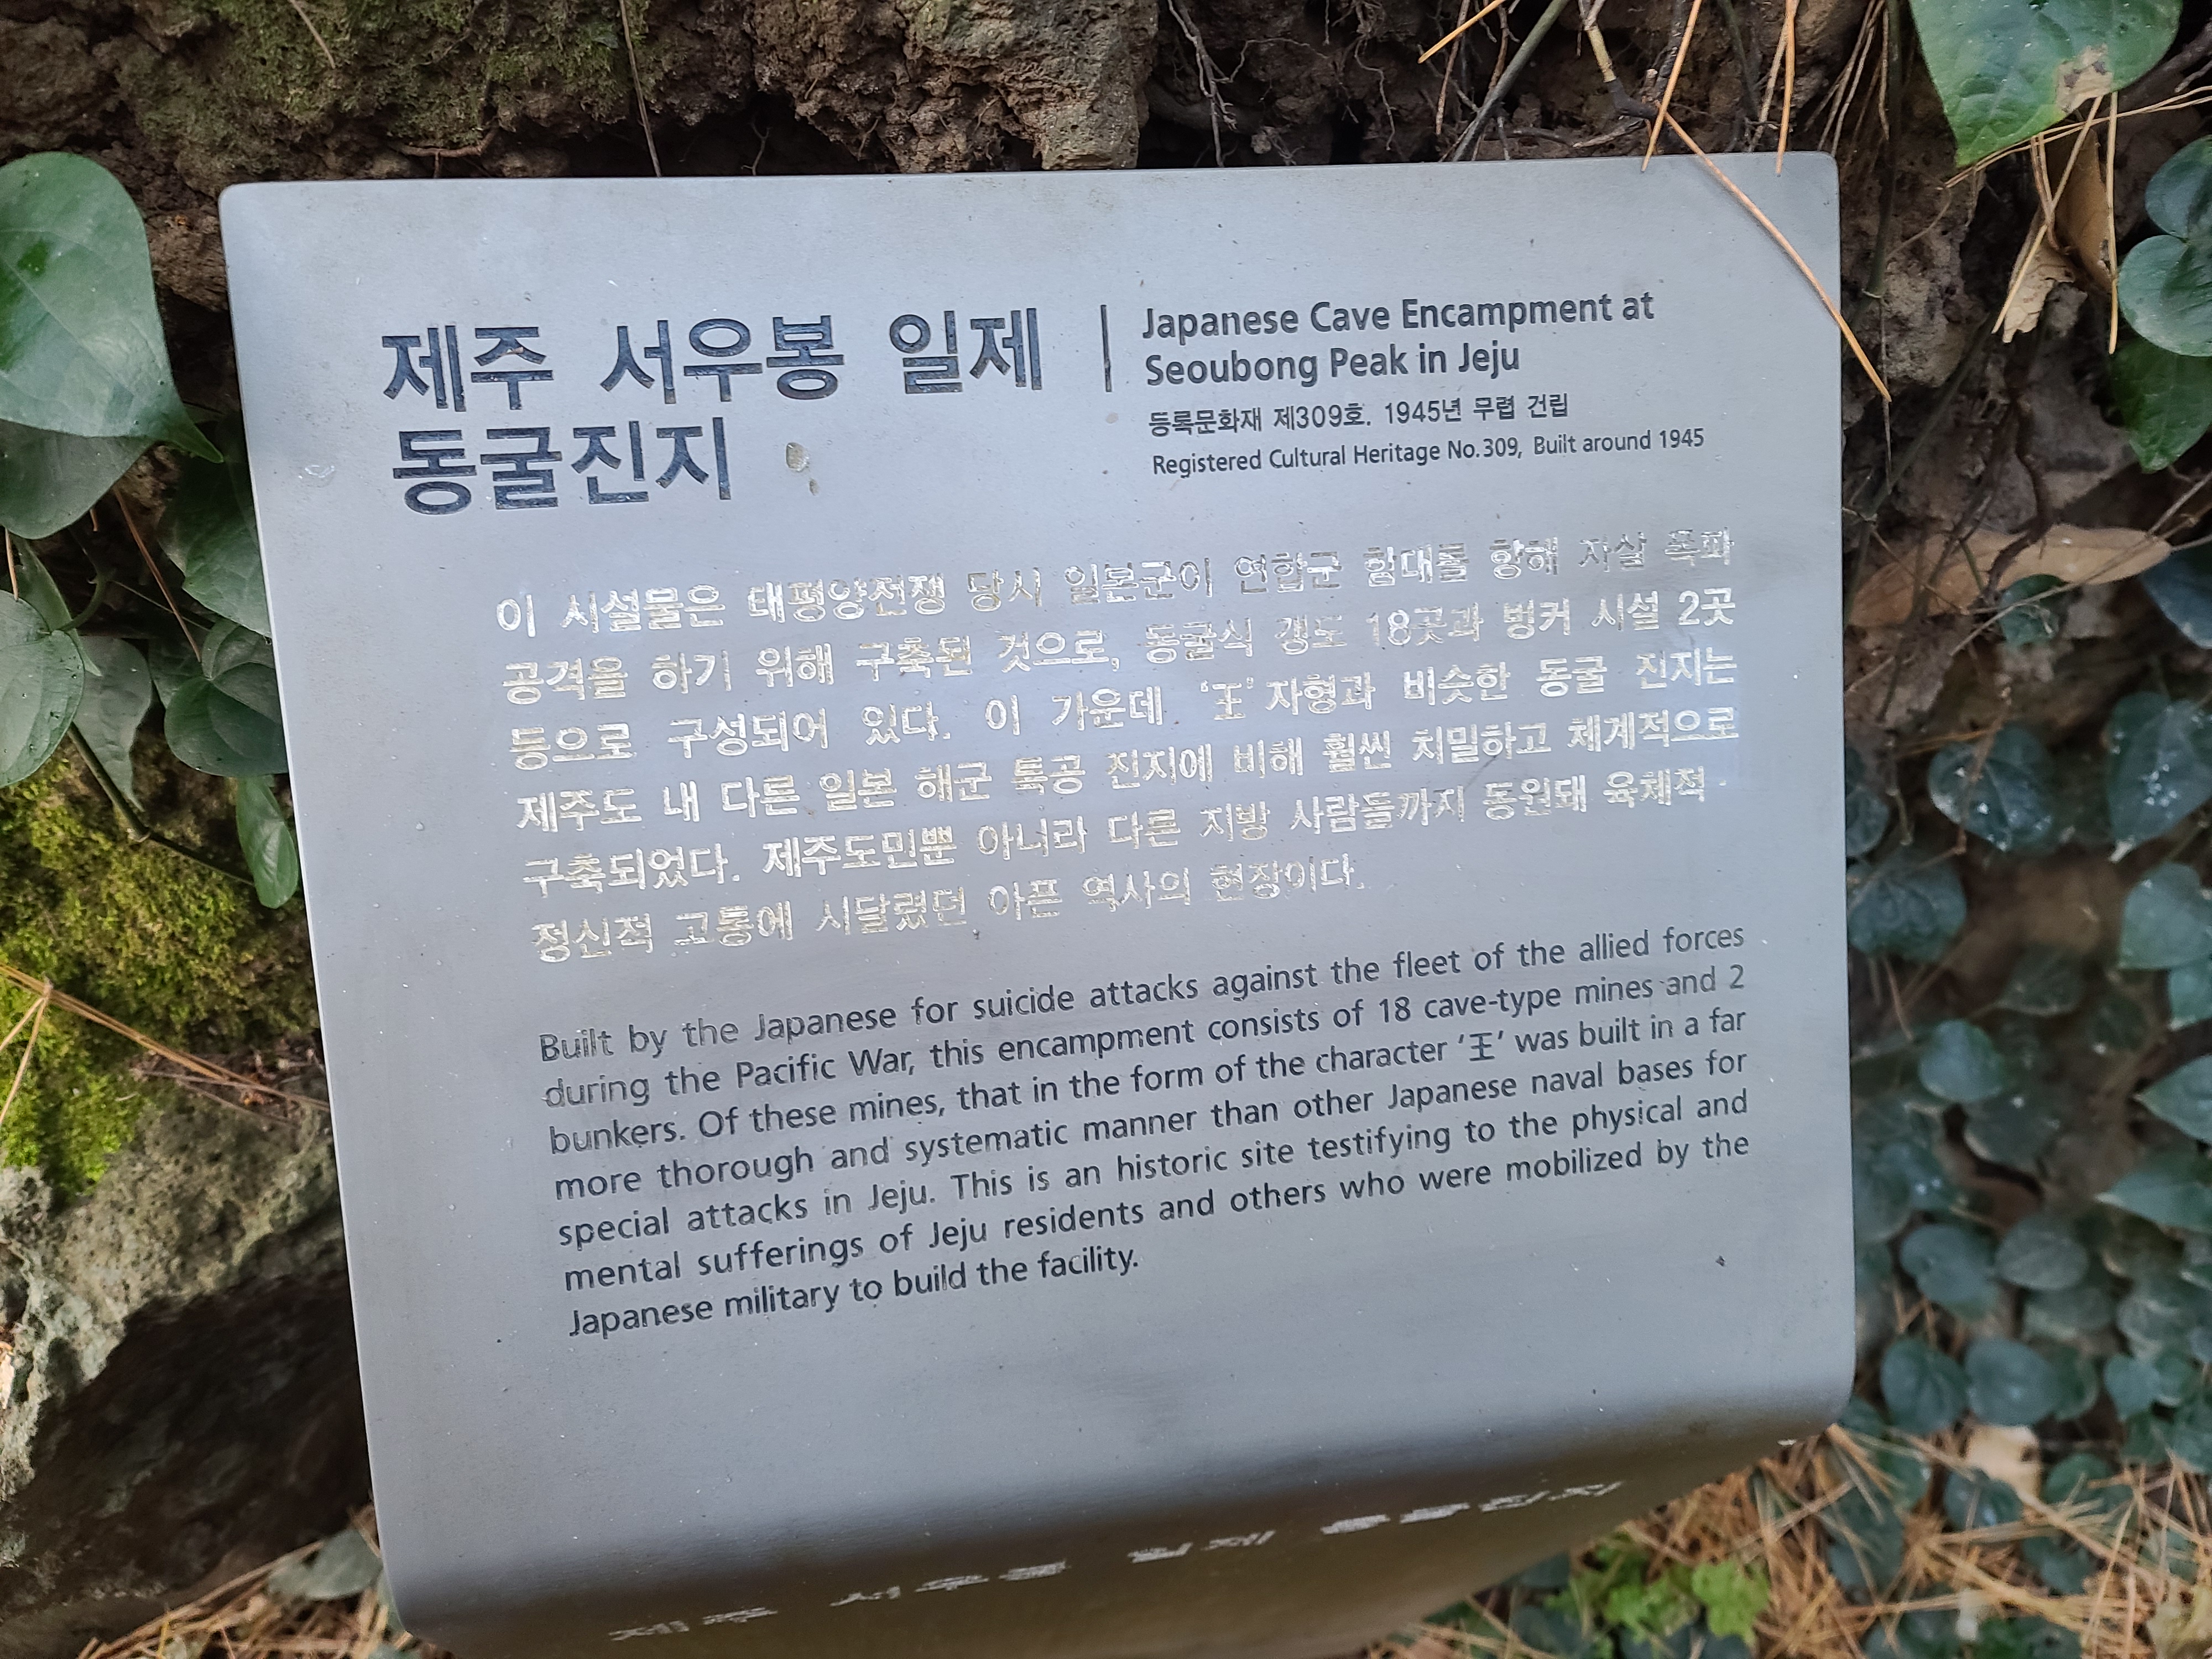 제주 서우봉 일제
동굴진지
Japanese Cave Encampment at
Seoubong Peak in Jeju
등록문화재 제309호. 1945년 무렵 건립
Registered Cultural Heritage No.309, Built around 1945
이 시설물은 태평양전쟁 당시 일본군이 연합군 함대를 향해 자살 폭파
공격을 하기 위해 구축된 것으로, 동굴식 갱도 18곳과 벙커 시설 2곳
등으로 구성되어 있다. 이 가운데 ‘王’ 자형과 비슷한 동굴 진지는
제주도 내 다른 일본 해군 특공 진지에 비해 훨씬 치밀하고 체계적으로
구축되었다. 제주도민뿐 아니라 다른 지방 사람들까지 동원돼 육체적 ·
정신적 고통에 시달렸던 아픈 역사의 현장이다.
Built by the Japanese for suicide attacks against the fleet of the allied forces
during the Pacific War, this encampment consists of 18 cave-type mines and 2
bunkers. Of these mines, that in the form of the character ‘王’ was built in a far
more thorough and systematic manner than other Japanese naval bases for
special attacks in Jeju. This is an historic site testifying to the physical and
mental sufferings of Jeju residents and others who were mobilized by the
Japanese military to build the facility.
제주 서우봉 일제 동굴진지